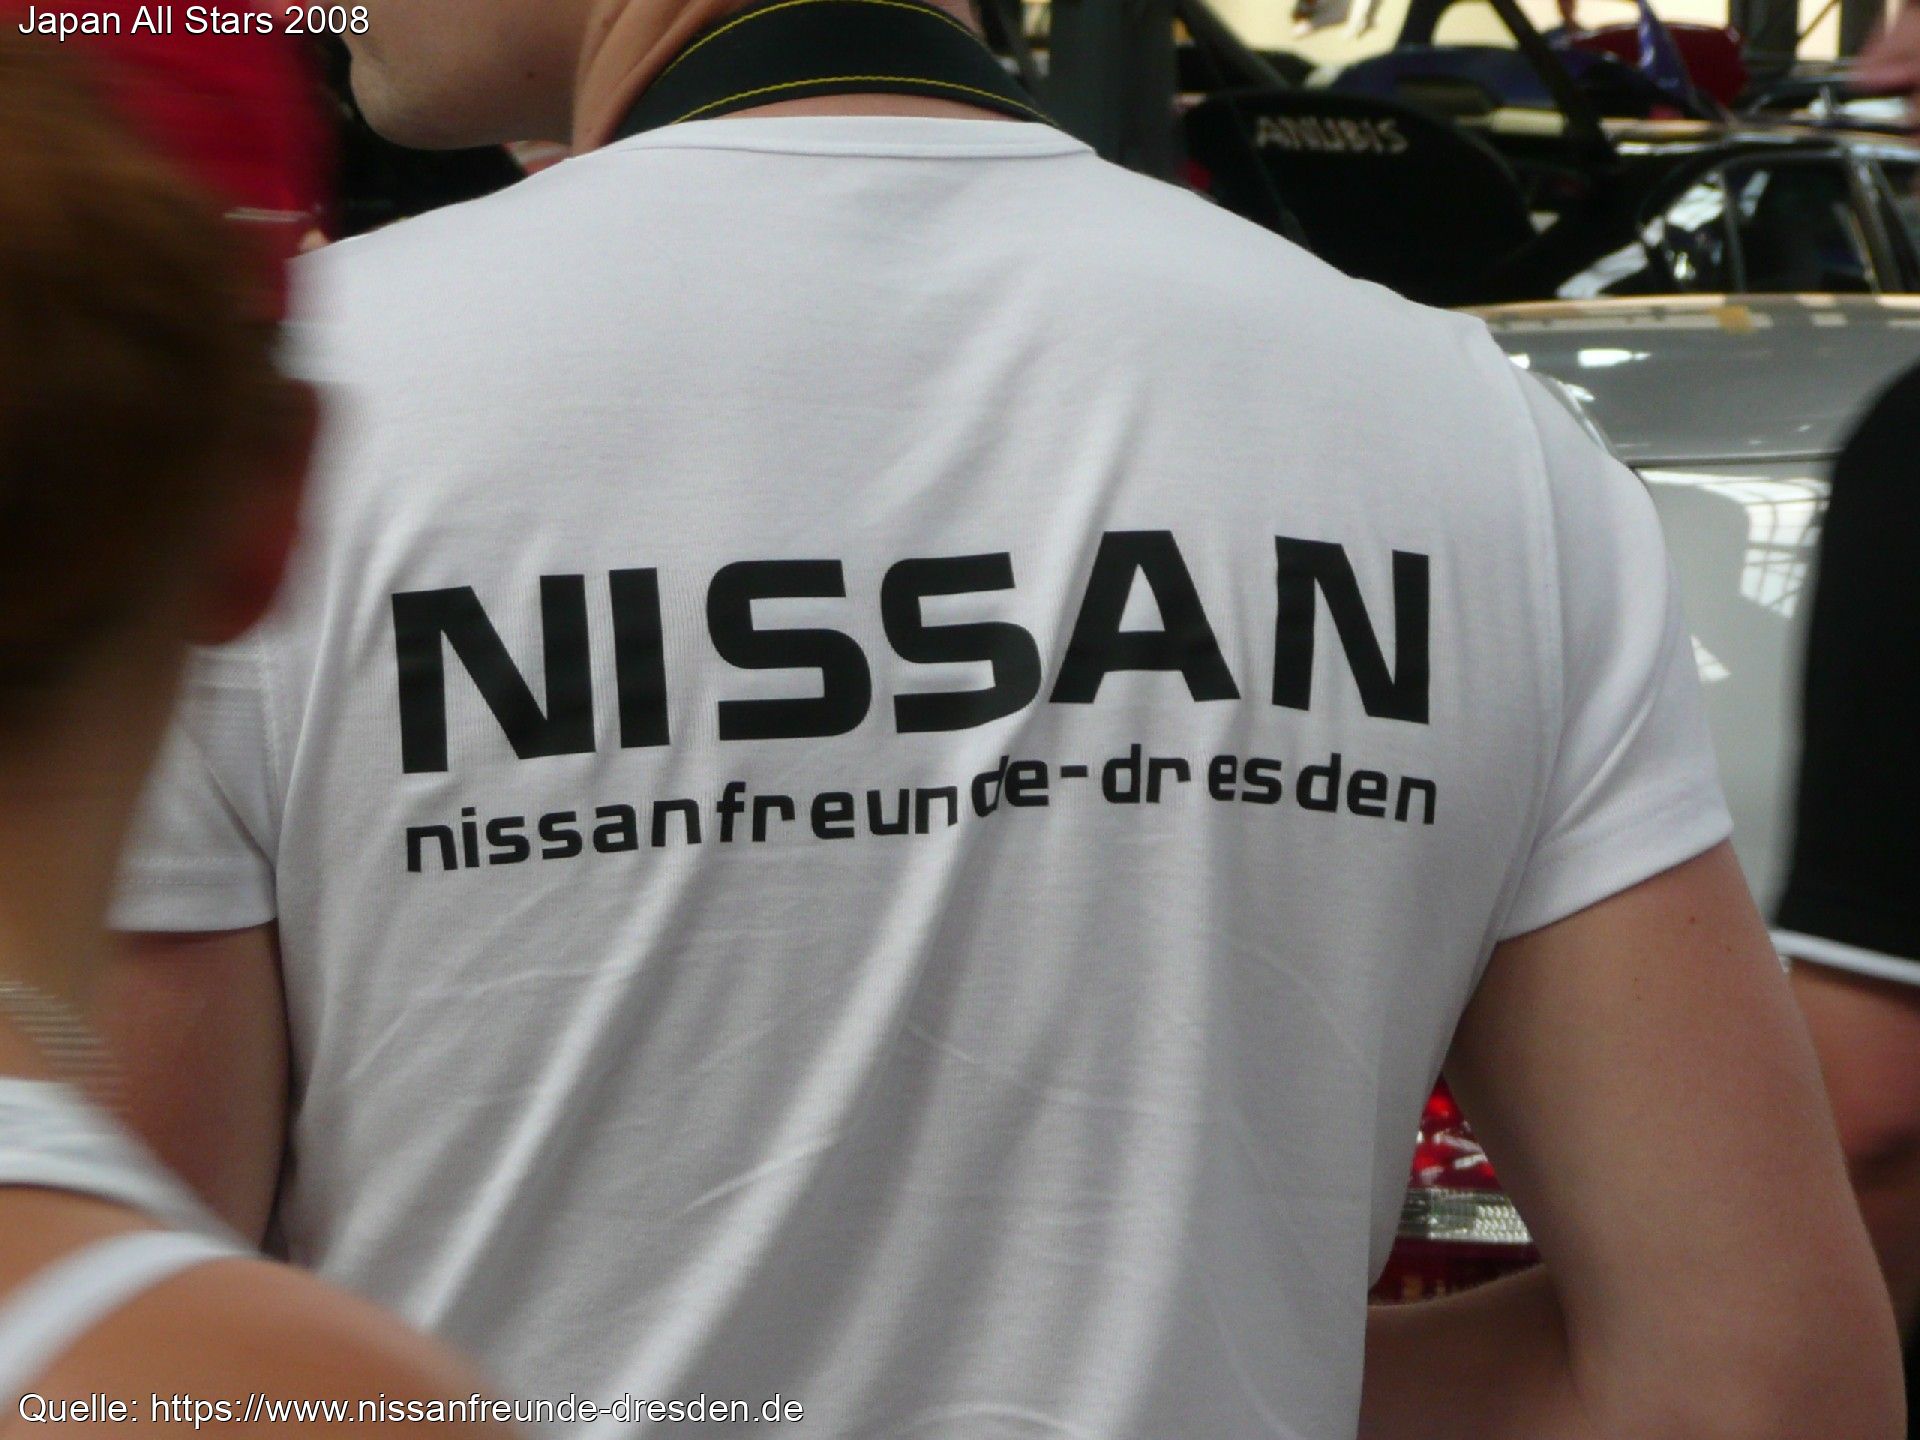 Japan All Stars 2008
ANUBIS
NISSAN
nissanfreunde-dresden
Quelle: https://www.nissanfreunde-dresden.de